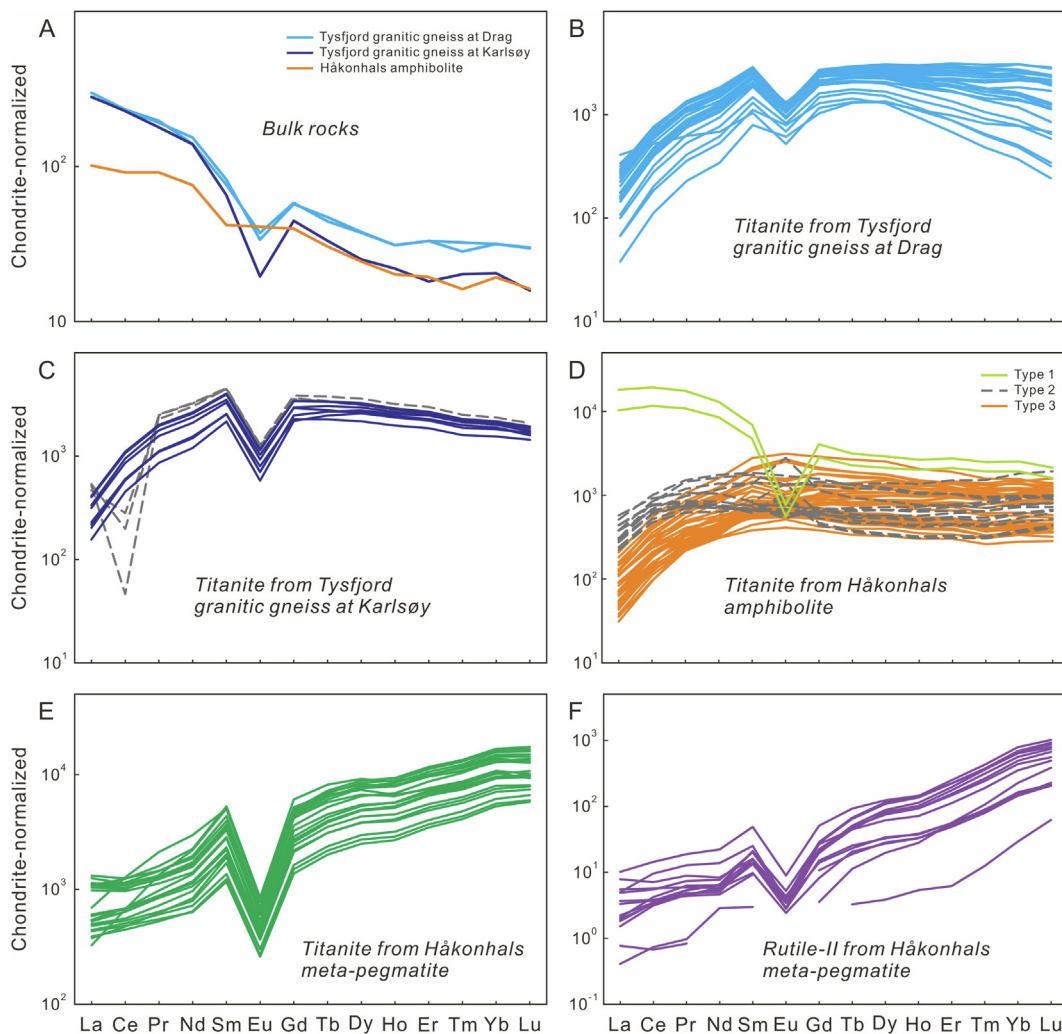 A
Tysfjord granitic gneiss at Drag
Tysfjord granitic gneiss at Karlsøy
Håkonhals amphibolite
Bulk rocks
Chondrite-normalized
10²
10
B
10³
10²
10¹
Titanite from Tysfjord
granitic gneiss at Drag
C
Chondrite-normalized
10³
10²
10¹
Titanite from Tysfjord
granitic gneiss at Karlsøy
D
Type 1
Type 2
Type 3
10⁴
10³
10²
10¹
Titanite from Håkonhals
amphibolite
E
Chondrite-normalized
10⁴
10³
10²
Titanite from Håkonhals
meta-pegmatite
La Ce Pr Nd Sm Eu Gd Tb Dy Ho Er Tm Yb Lu
F
10³
10²
10¹
10⁰
10⁻¹
Rutile-II from Håkonhals
meta-pegmatite
La Ce Pr Nd Sm Eu Gd Tb Dy Ho Er Tm Yb Lu